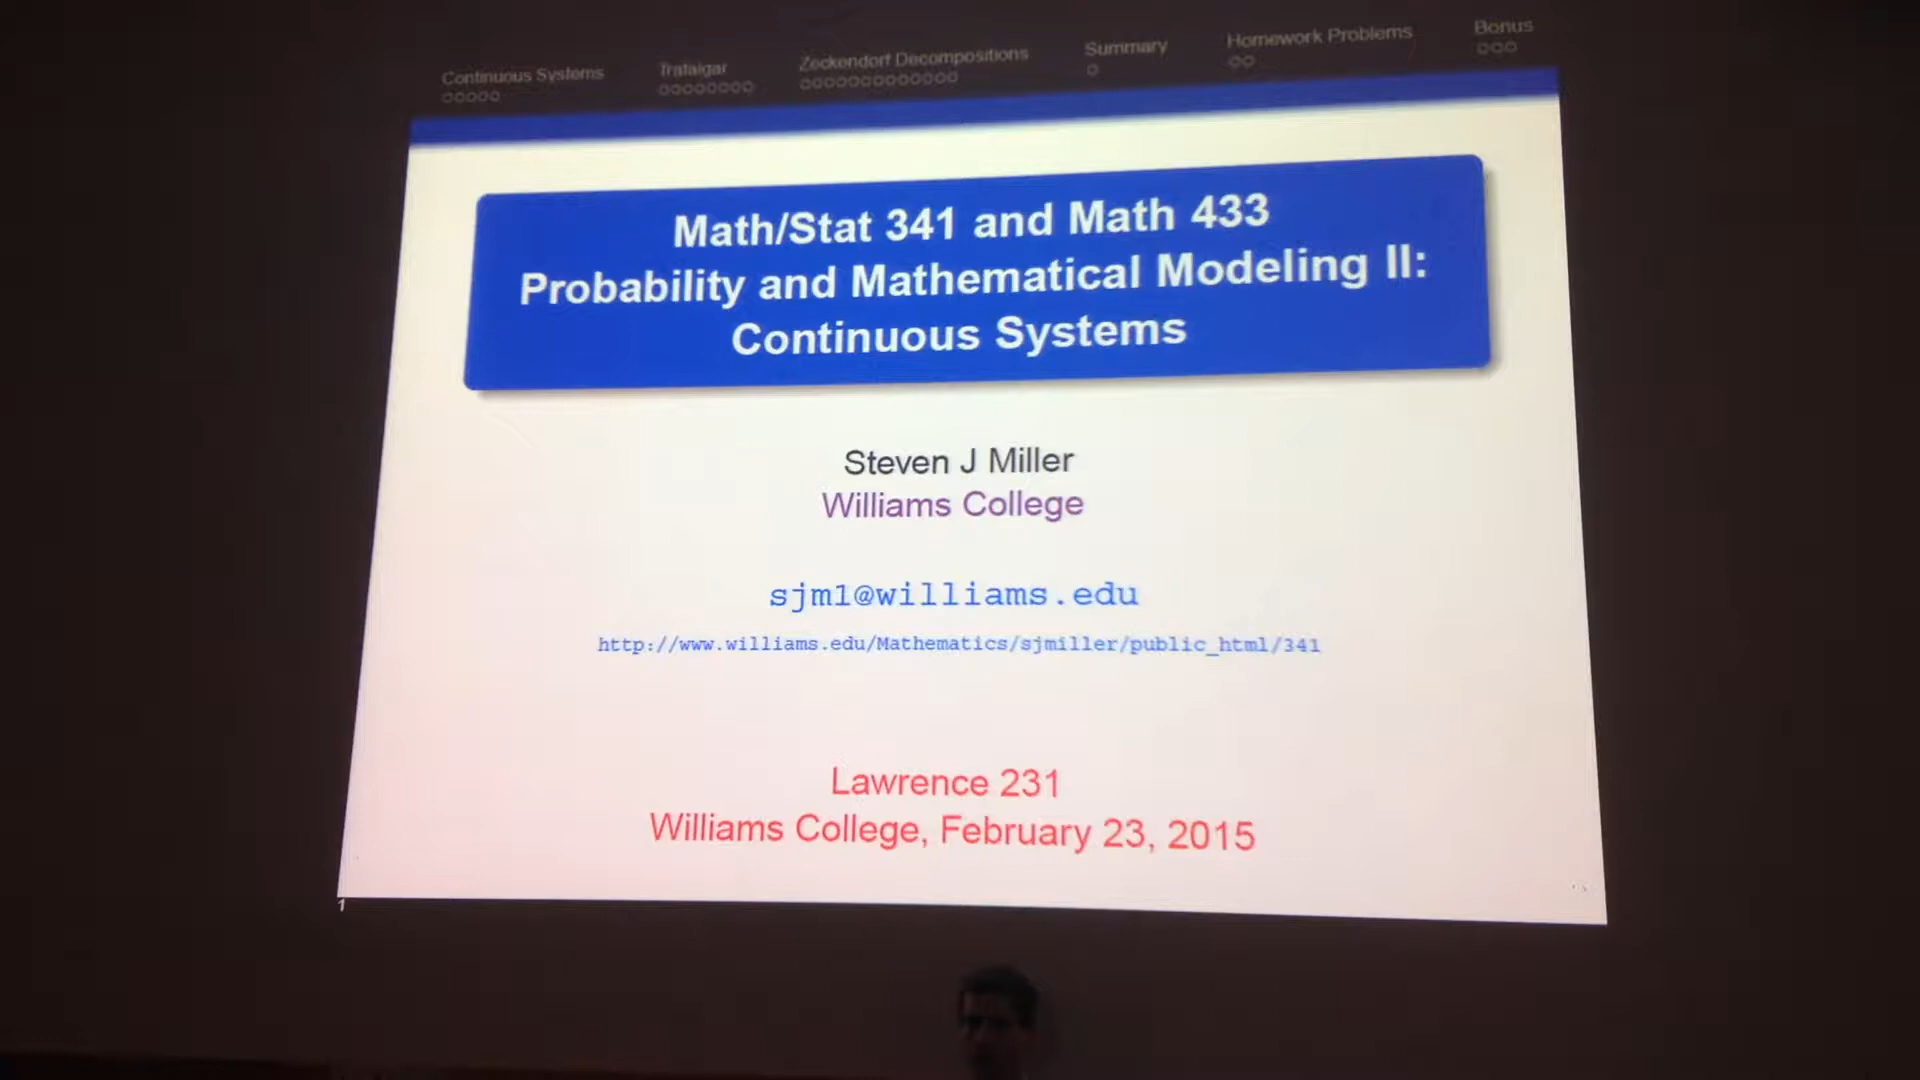 Continuous Systems
Trafalgar
Zeckendorf Decompositions
Summary
Homework Problems
Bonus
Math/Stat 341 and Math 433
Probability and Mathematical Modeling II:
Continuous Systems
Steven J Miller
Williams College
sjm1@williams.edu
http://www.williams.edu/Mathematics/sjmiller/public_html/341
Lawrence 231
Williams College, February 23, 2015
1